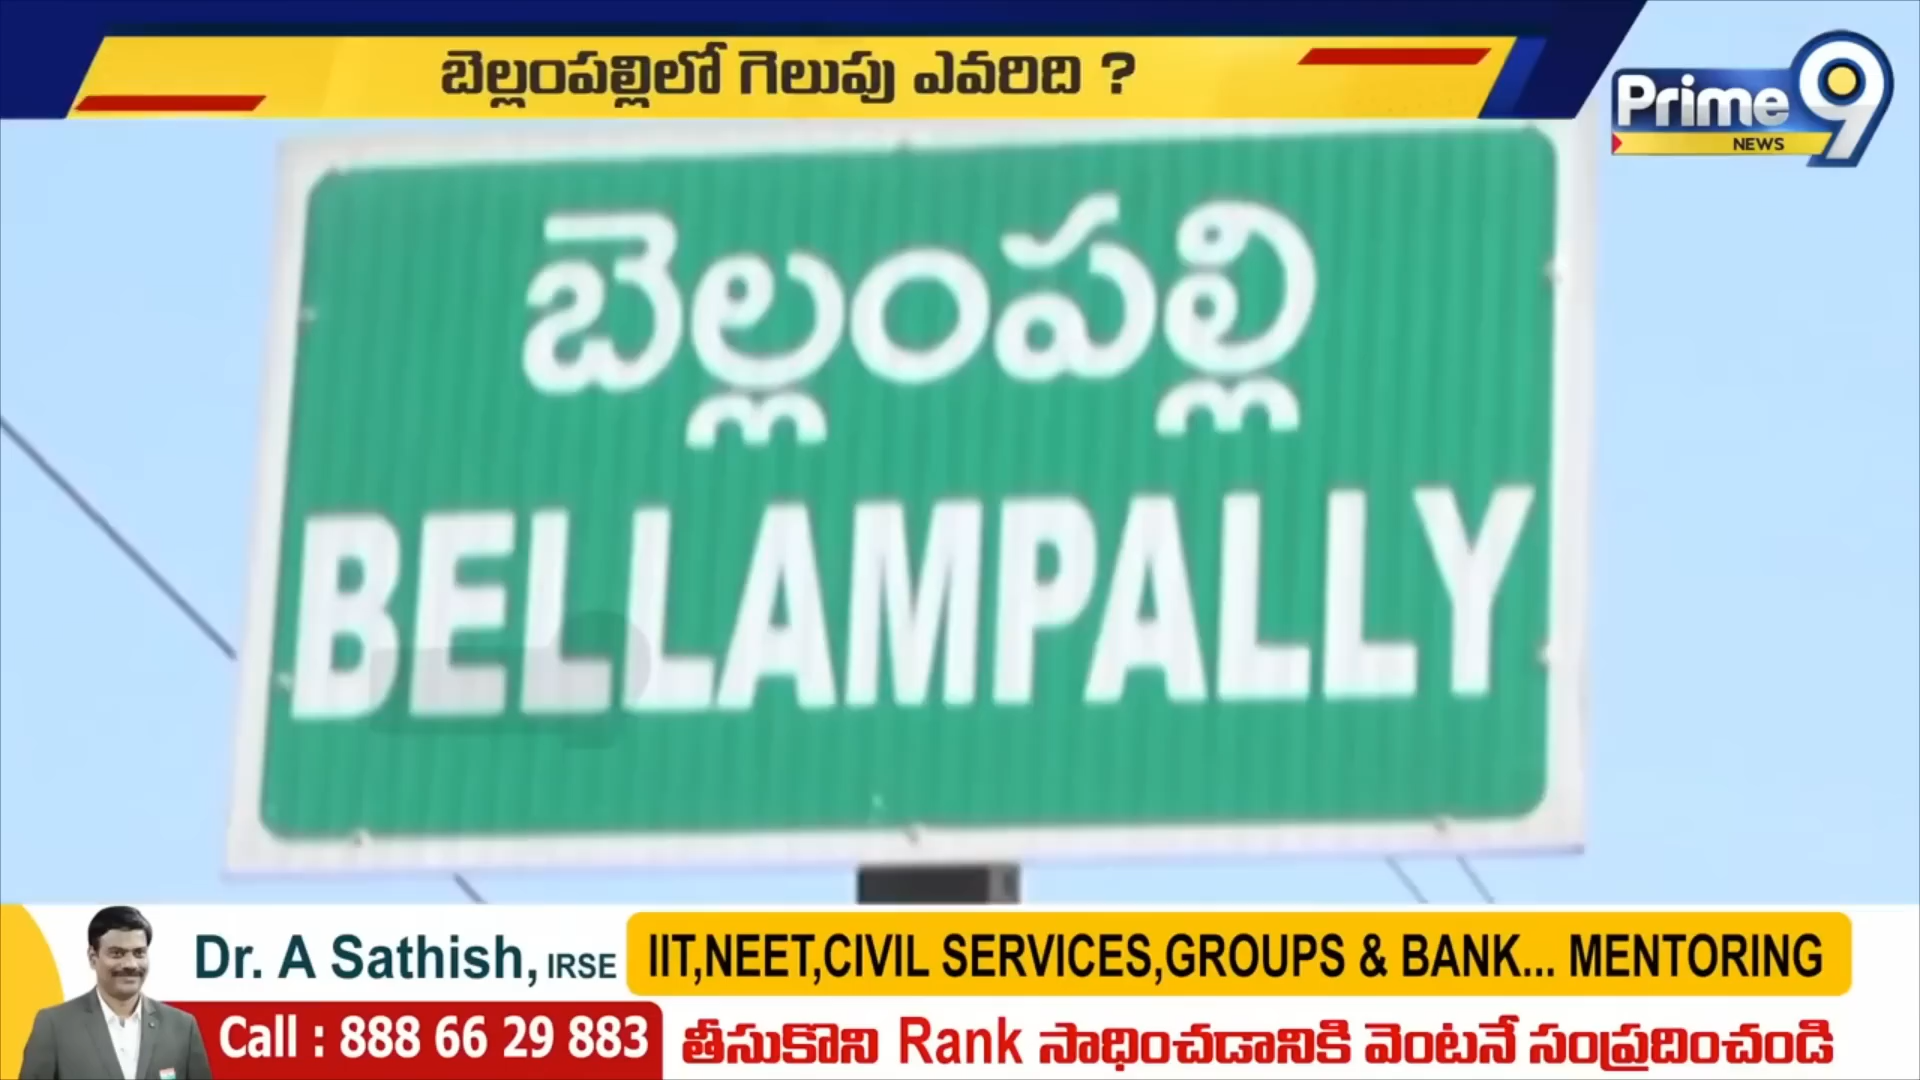 బెల్లంపల్లిలో గెలుపు ఎవరిది ?
Prime9
NEWS
బెల్లంపల్లి
BELLAMPALLY
Dr. A Sathish, IRSE
IIT,NEET,CIVIL SERVICES,GROUPS & BANK... MENTORING
Call : 888 66 29 883
తీసుకొని Rank సాధించడానికి వెంటనే సంప్రదించండి